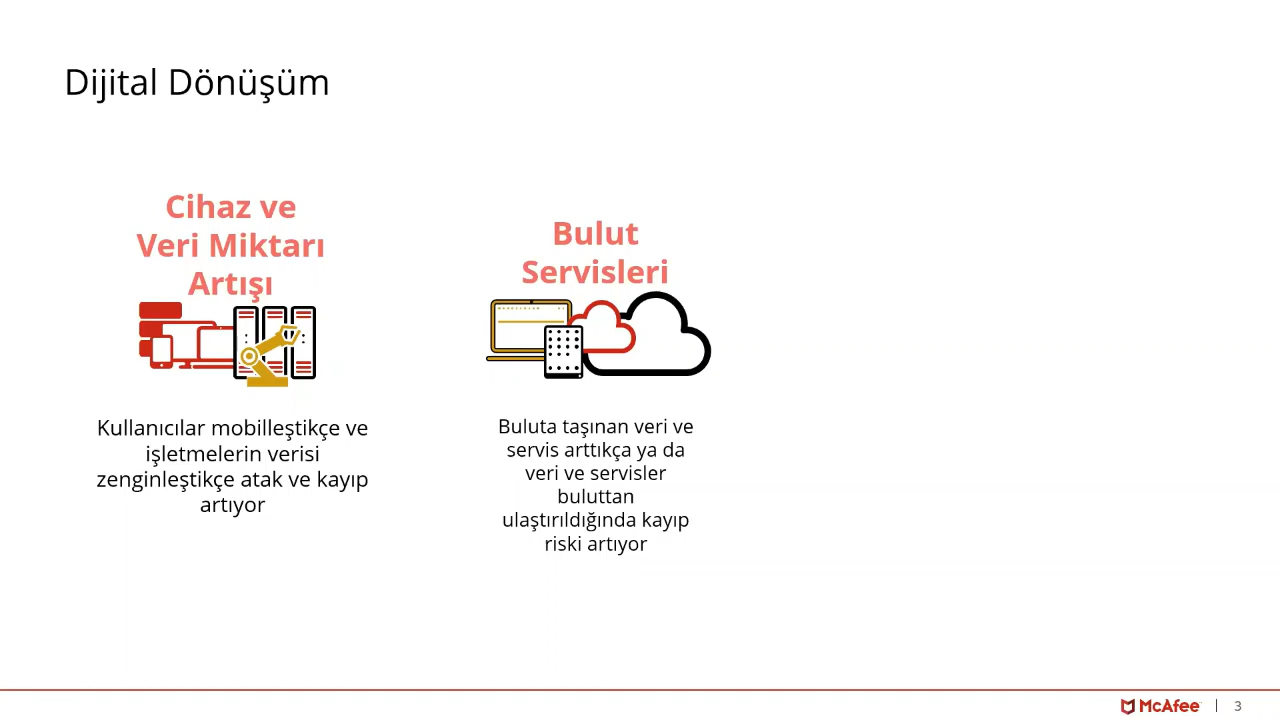 Dijital Dönüşüm
Cihaz ve
Veri Miktarı
Artışı
Kullanıcılar mobilleştikçe ve
işletmelerin verisi
zenginleştikçe atak ve kayıp
artıyor
Bulut
Servisleri
Buluta taşınan veri ve
servis arttıkça ya da
veri ve servisler
buluttan
ulaştırıldığında kayıp
riski artıyor
McAfee | 3